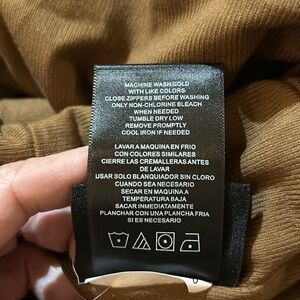 MACHINE WASH COLD
WITH LIKE COLORS
CLOSE ZIPPERS BEFORE WASHING
ONLY NON-CHLORINE BLEACH
WHEN NEEDED
TUMBLE DRY LOW
REMOVE PROMPTLY
COOL IRON IF NEEDED
LAVAR A MAQUINA EN FRIO
CON COLORES SIMILARES
CIERRE LAS CREMALLERAS ANTES
DE LAVAR
USAR SOLO BLANQUIADOR SIN CLORO
CUANDO SEA NECESARIO
SECAR EN MAQUINA A
TEMPERATURA BAJA
SACAR INMEDIATAMENTE
PLANCHAR CON UNA PLANCHA FRIA
SI ES NECESARIO